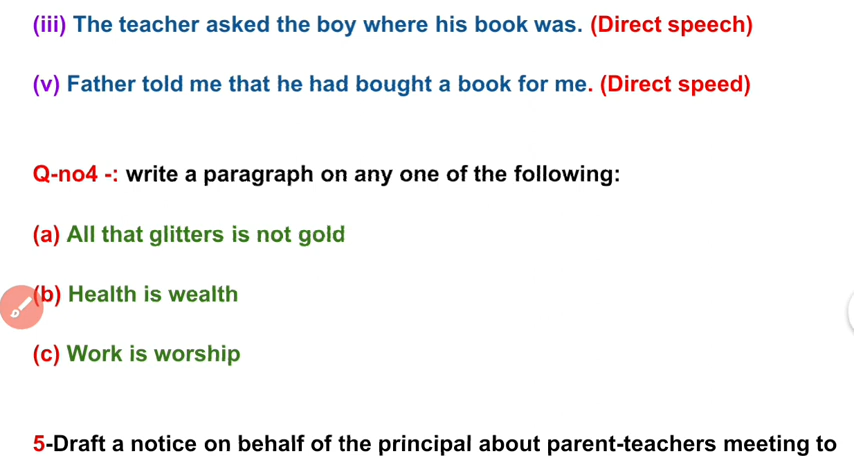 (iii) The teacher asked the boy where his book was. (Direct speech)
(v) Father told me that he had bought a book for me. (Direct speed)
Q-no4 -: write a paragraph on any one of the following:
(a) All that glitters is not gold
(b) Health is wealth
(c) Work is worship
5-Draft a notice on behalf of the principal about parent-teachers meeting to